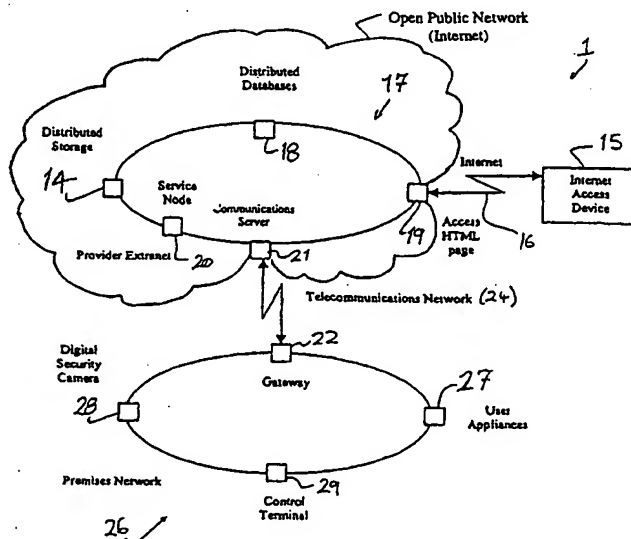 Open Public Network
(Internet)
1
Distributed
Databases
17
Distributed
Storage
18
15
14
Internet
Internet
Access
Device
Service
Node
Communications
Server
19
Access
HTML
page
16
Provider Extranet
20
21
Telecommunications Network (24)
22
Digital
Security
Camera
Gateway
27
28
User
Appliances
Premises Network
29
Control
Terminal
26